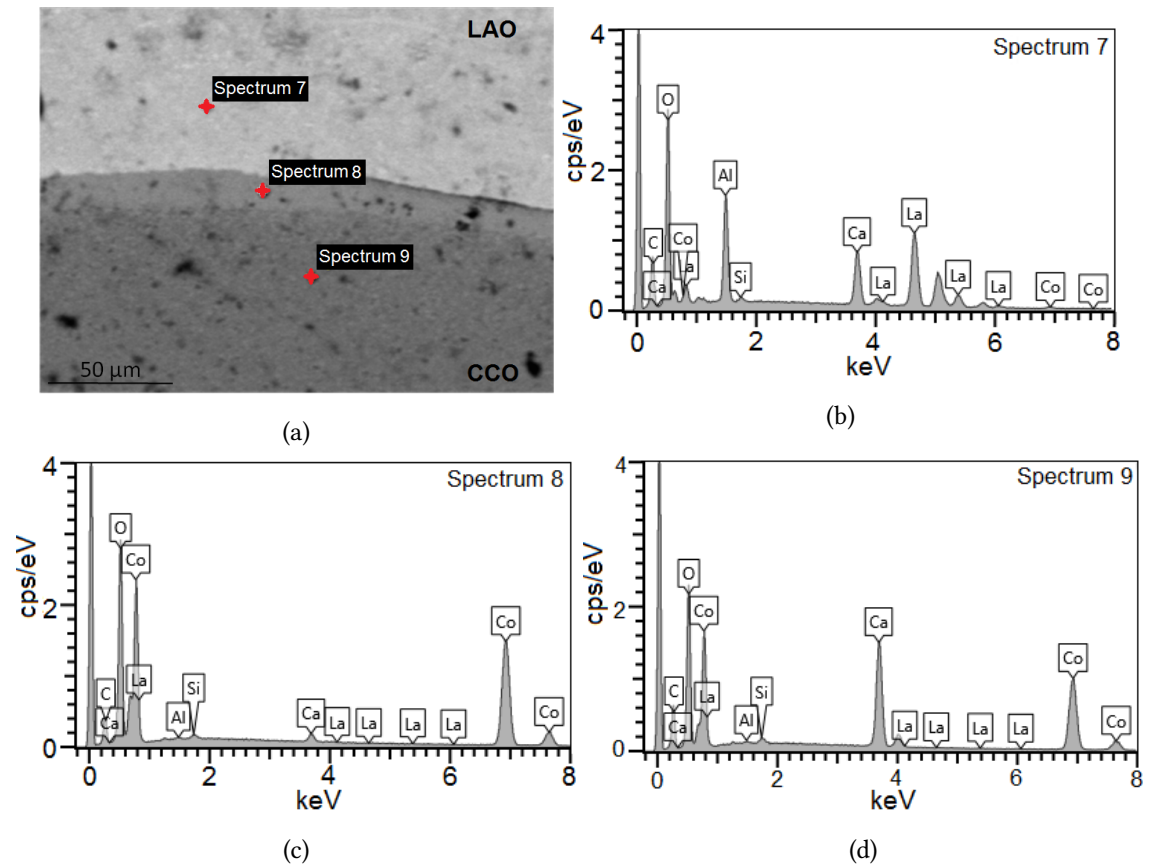 LAO
Spectrum 7
Spectrum 8
Spectrum 9
50 μm
CCO
(a)
Spectrum 7
4
O
Al
cps/eV
2
La
C
Co
Ca
a
Si
Ca
La
La
La
Co
Co
0
0 2 4 6 8
keV
(b)
Spectrum 8
4
O
Co
cps/eV
2
Co
C
La
Si
Ca
Al
Ca
La
La
La
La
Co
0
0 2 4 6 8
keV
(c)
Spectrum 9
4
O
Co
cps/eV
2
Ca
Co
C
La
Si
Ca
Al
La
La
La
La
Co
0
0 2 4 6 8
keV
(d)